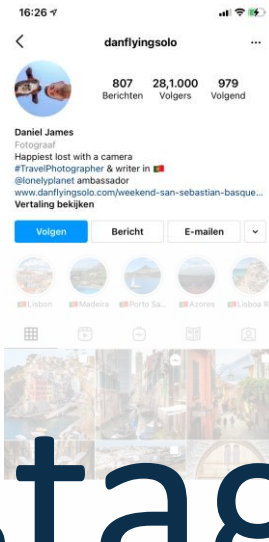 16:26
danflyingsolo
807 28,1.000 979
Berichten Volgers Volgend
Daniel James
Fotograaf
Happiest lost with a camera
#TravelPhotographer & writer in 🇵🇹
@lonelyplanet ambassador
www.danflyingsolo.com/weekend-san-sebastian-basque...
Vertaling bekijken
Volgen Bericht E-mailen
🇵🇹Lisbon 🇵🇹Madeira 🇵🇹Porto Sa... 🇵🇹Azores 🇵🇹Lisboa R
stag